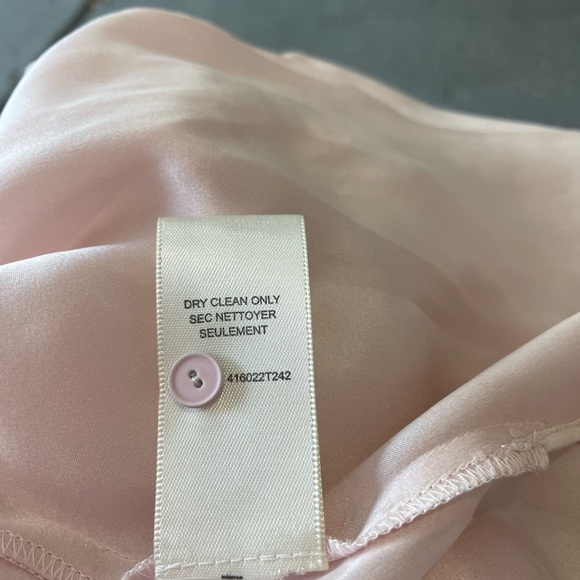 DRY CLEAN ONLY
SEC NETTOYER
SEULEMENT
416022T242